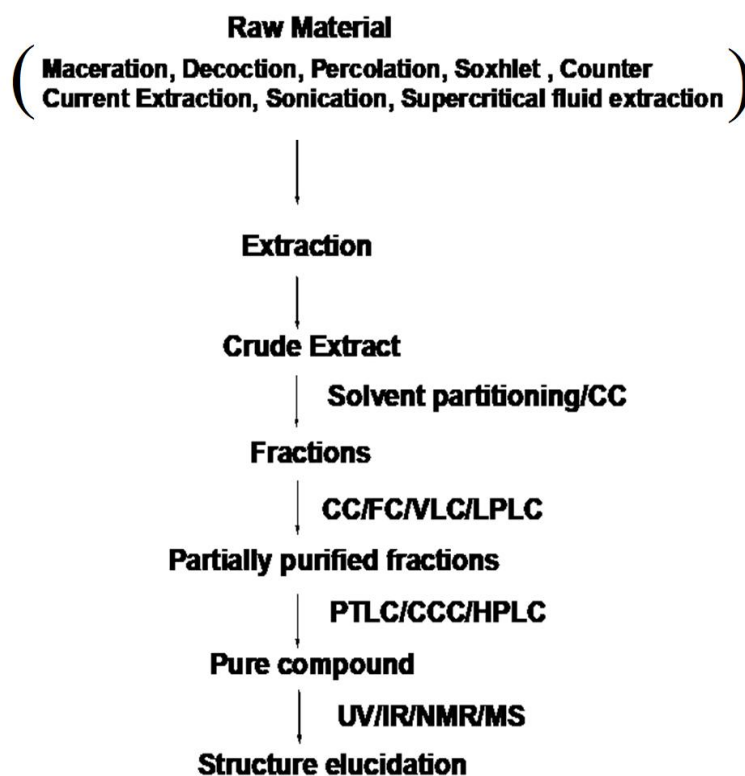 Raw Material
( Maceration, Decoction, Percolation, Soxhlet , Counter
Current Extraction, Sonication, Supercritical fluid extraction )
Extraction
Crude Extract
Solvent partitioning/CC
Fractions
CC/FC/VLC/LPLC
Partially purified fractions
PTLC/CCC/HPLC
Pure compound
UV/IR/NMR/MS
Structure elucidation